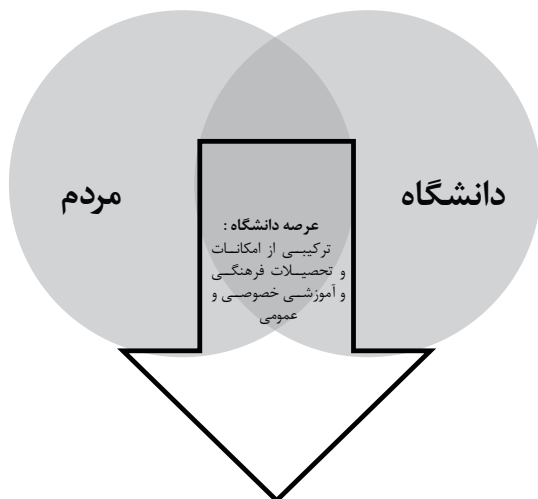 دانشگاه
مردم
عرصه دانشگاه :
ترکیبی از امکانات
و تحصیلات فرهنگی
و آموزشی خصوصی و
عمومی